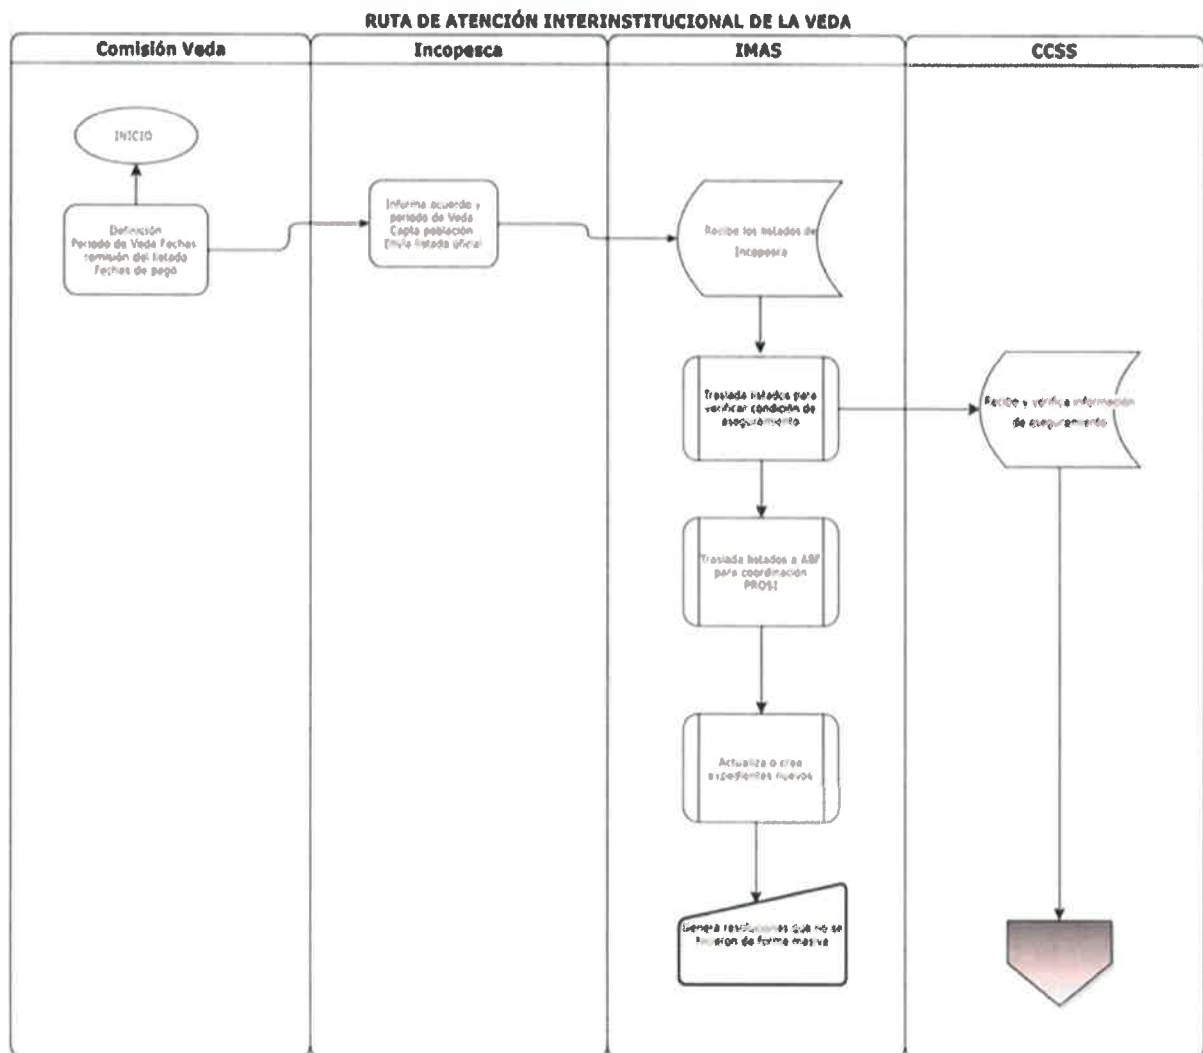 RUTA DE ATENCIÓN INTERINSTITUCIONAL DE LA VEDA
Comisión Veda
Incopesca
IMAS
CCSS
INICIO
Definición
Periodo de Veda Fechas
remisión del listado
Fechas de pago
Informa acuerdo y
periodo de Veda
Capta población
Envía listado oficial
Recibe los listados de
Incopesca
Traslada listados para
verificar condición de
aseguramiento
Recibe y verifica información
de aseguramiento
Traslada listados a ABF
para coordinación
PROSI
Actualiza o crea
expedientes nuevos
Genera resoluciones que no se
hicieron de forma masiva